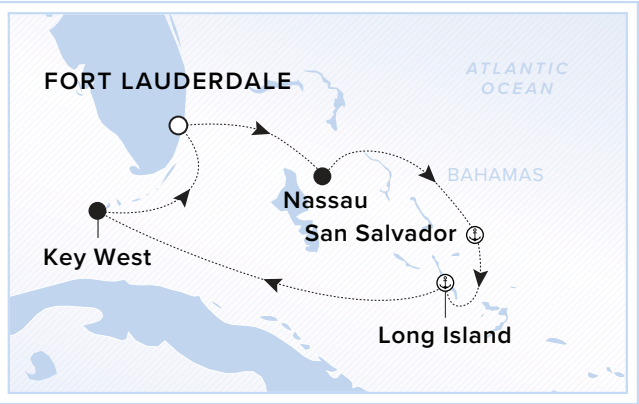 ATLANTIC
OCEAN
FORT LAUDERDALE
BAHAMAS
Nassau
San Salvador
Key West
Long Island